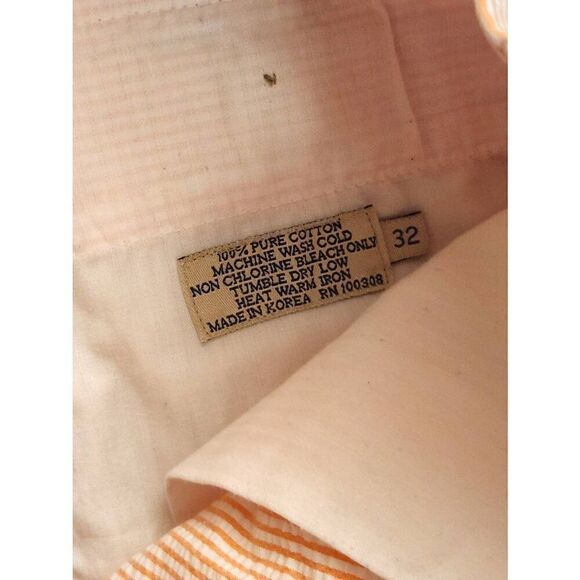 100% PURE COTTON
MACHINE WASH COLD
NON CHLORINE BLEACH ONLY
TUMBLE DRY LOW
HEAT WARM IRON
MADE IN KOREA RN 100308
32